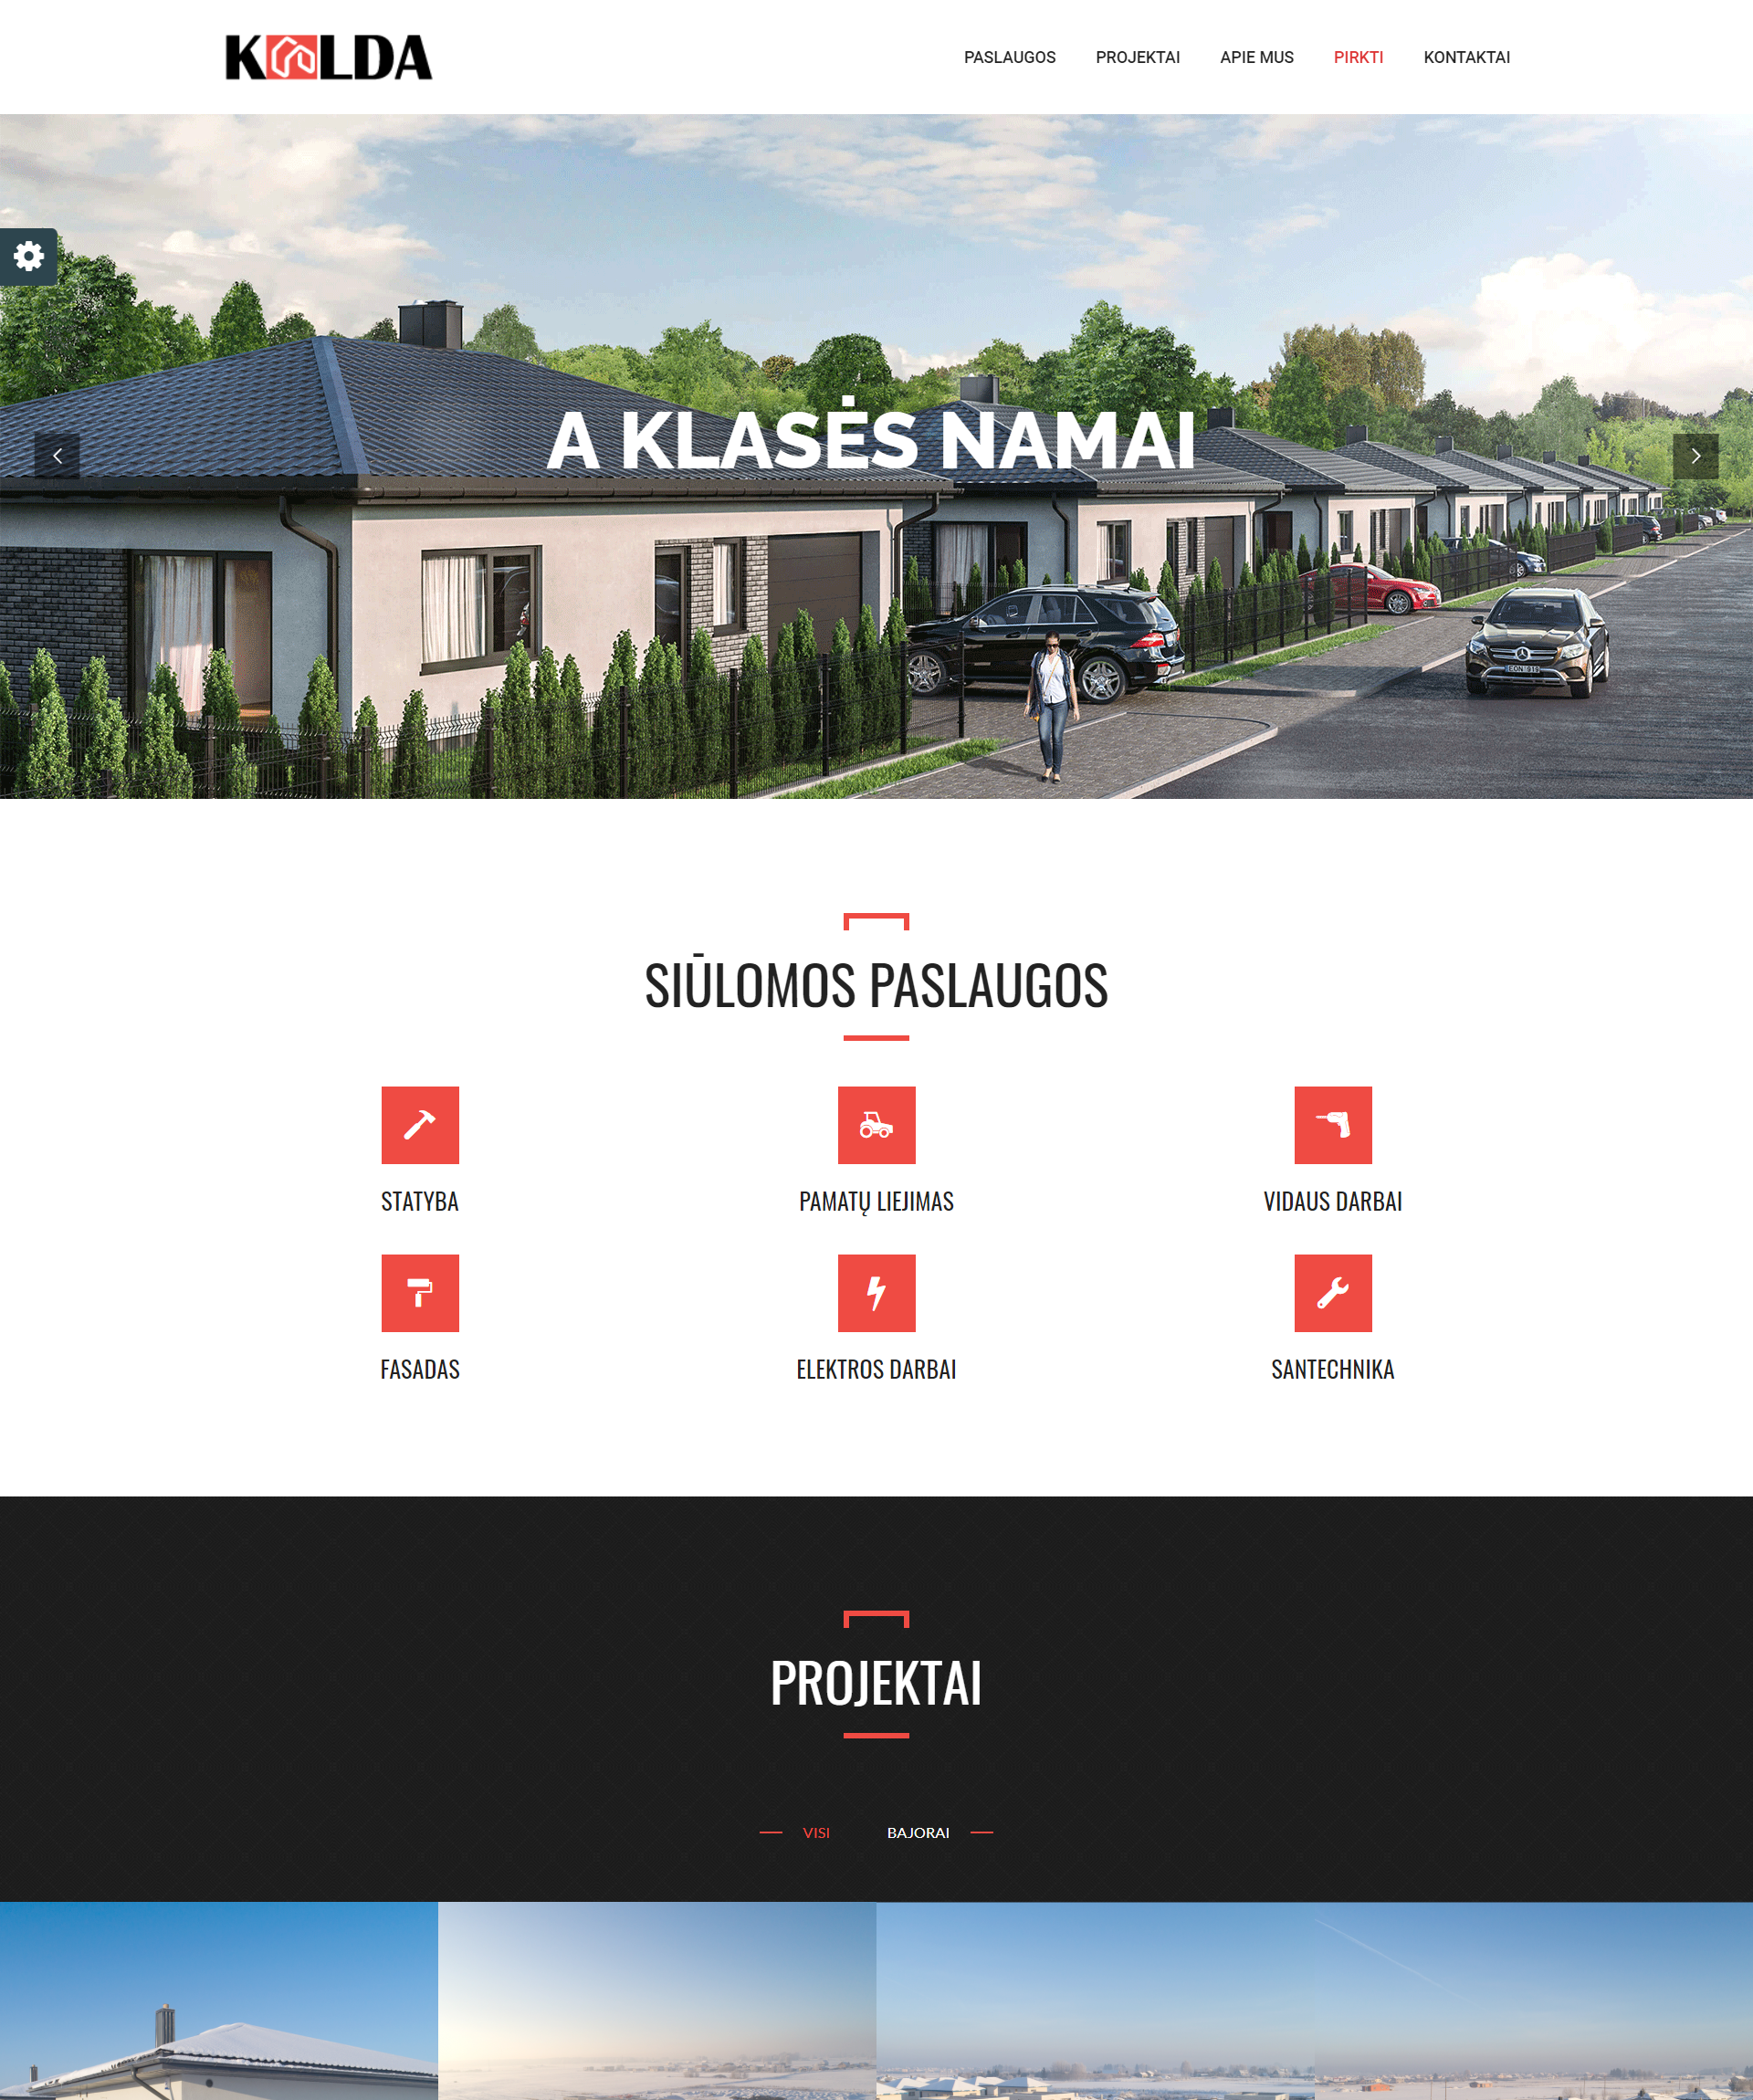 KALDA
PASLAUGOS PROJEKTAI APIE MUS PIRKTI KONTAKTAI
A KLASĖS NAMAI
SIŪLOMOS PASLAUGOS
STATYBA PAMATŲ LIEJIMAS VIDAUS DARBAI
FASADAS ELEKTROS DARBAI SANTECHNIKA
PROJEKTAI
VISI BAJORAI